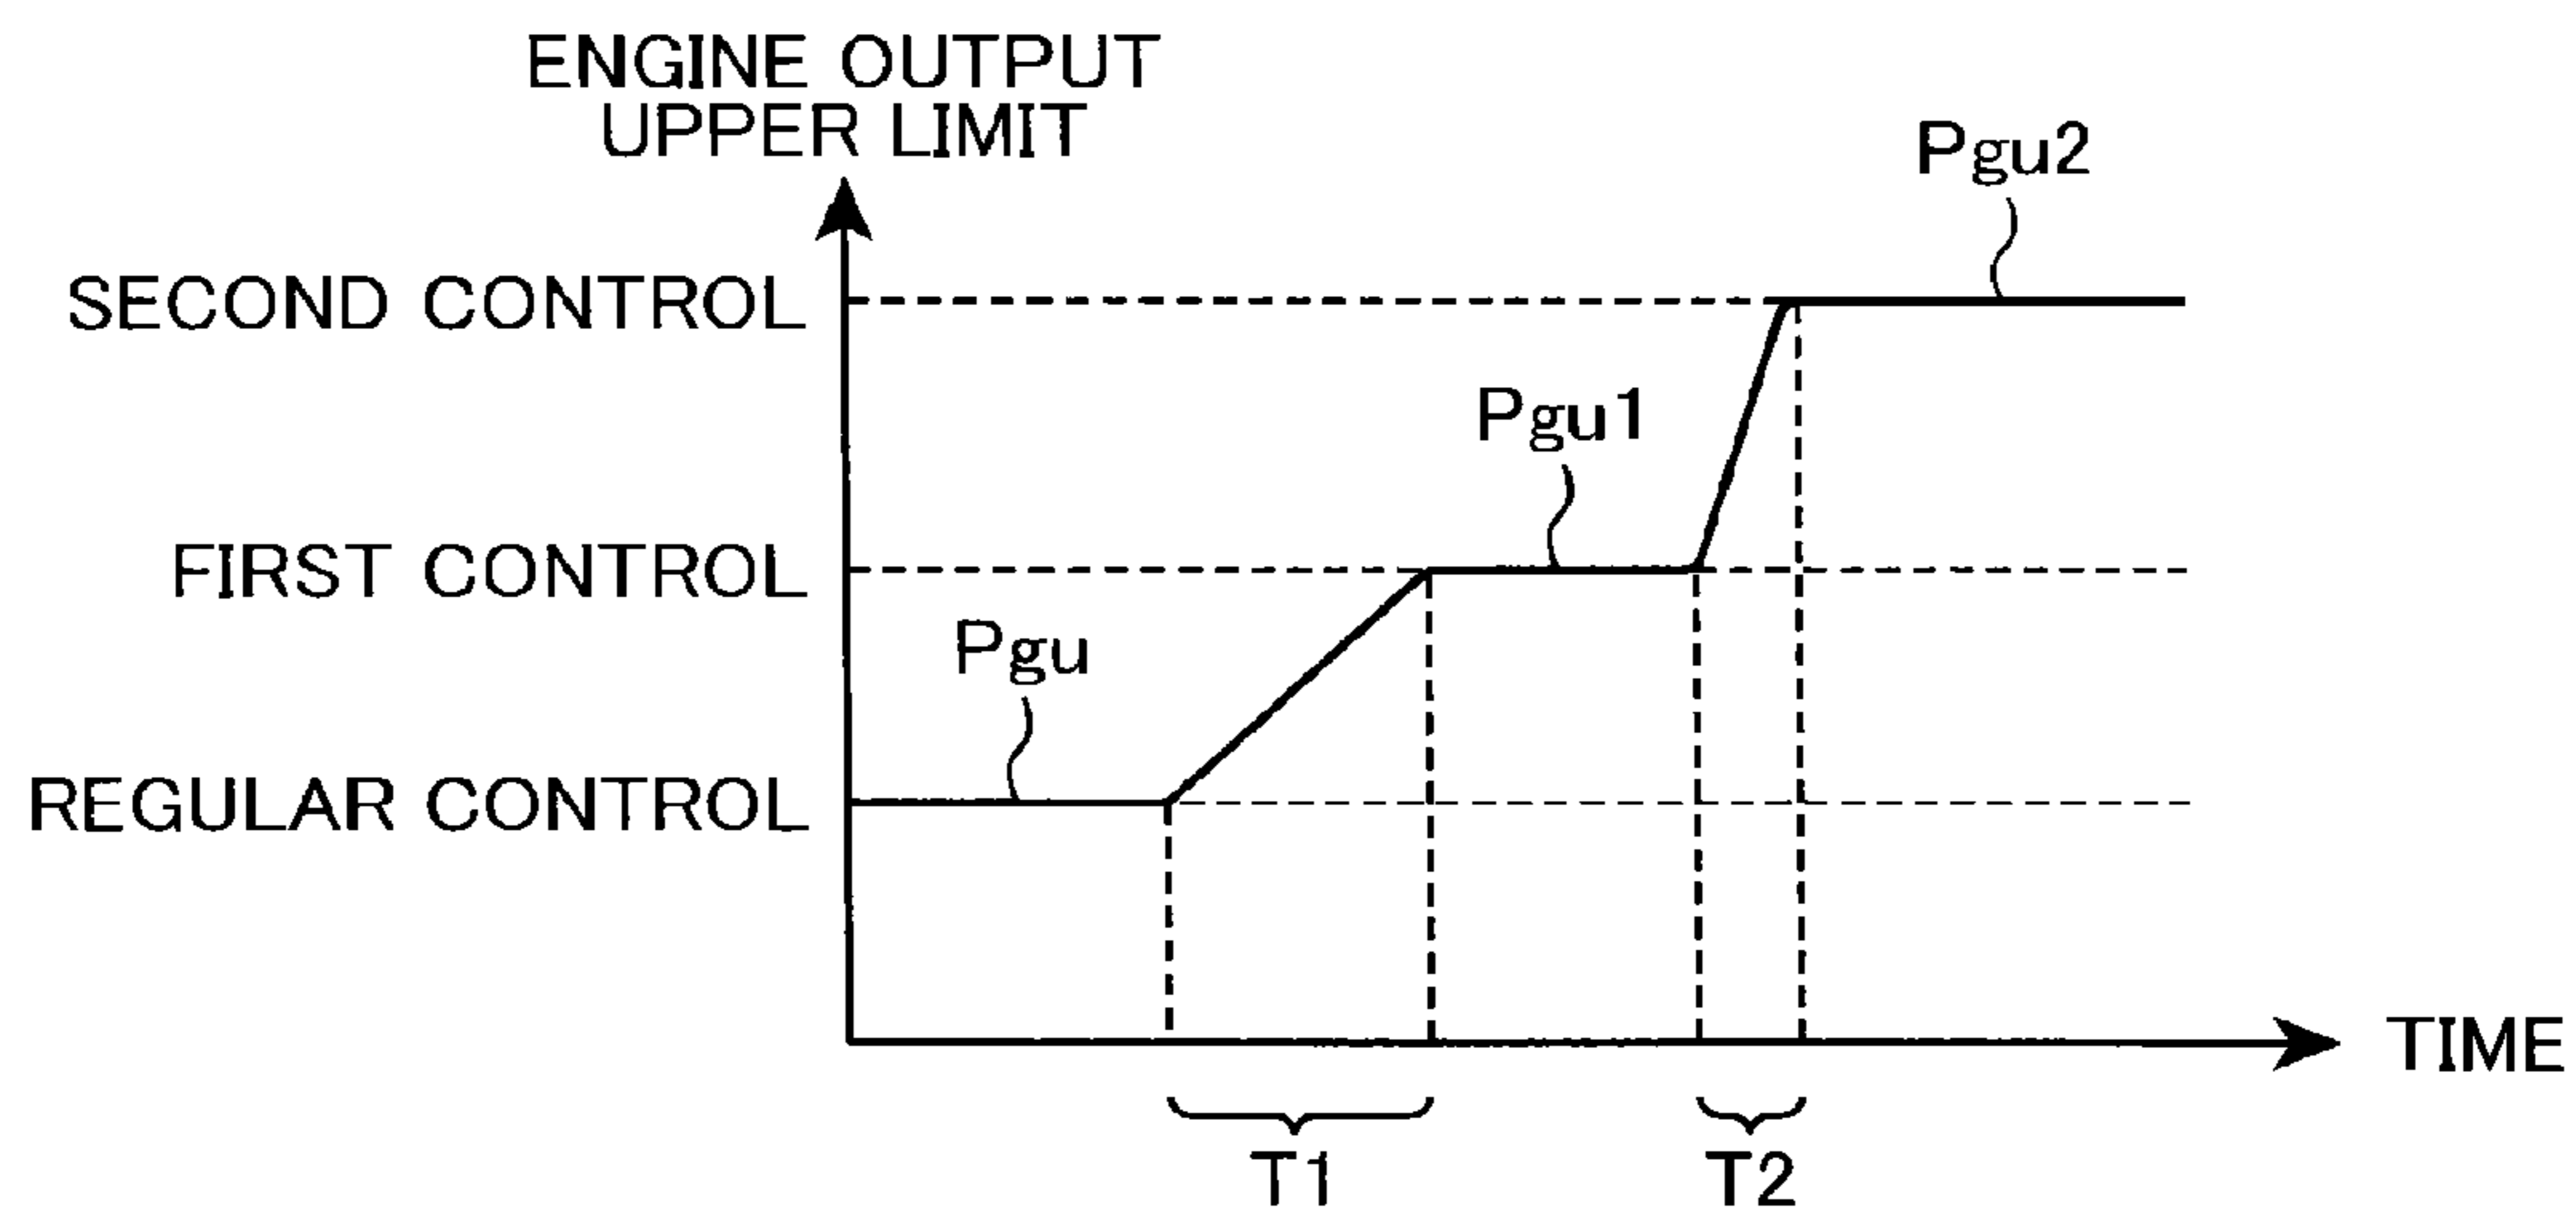 ENGINE OUTPUT
UPPER LIMIT
Pgu2
SECOND CONTROL
Pgu1
FIRST CONTROL
Pgu
REGULAR CONTROL
TIME
T1
T2